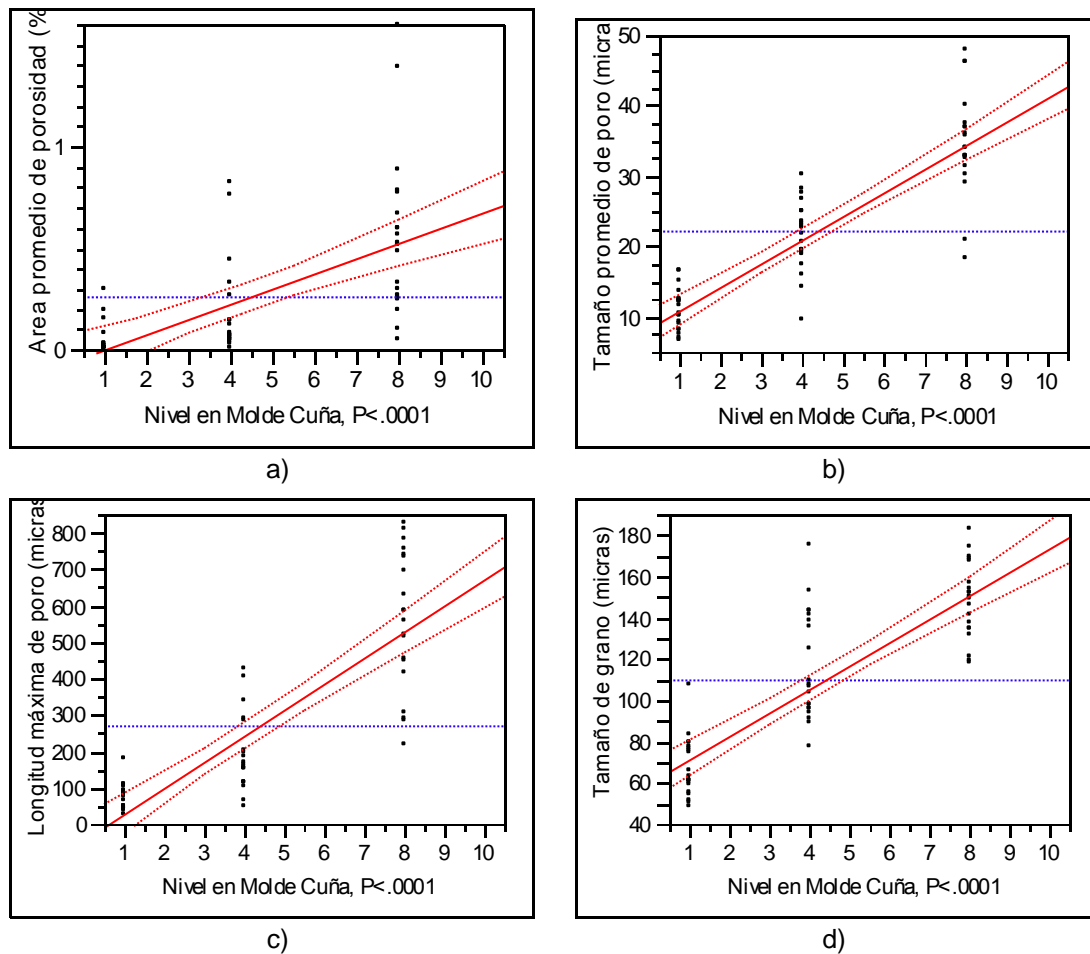 Area promedio de porosidad (%
1
0
1 2 3 4 5 6 7 8 9 10
Nivel en Molde Cuña, P<.0001
a)
Tamaño promedio de poro (micra
50
40
30
20
10
1 2 3 4 5 6 7 8 9 10
Nivel en Molde Cuña, P<.0001
b)
Longitud máxima de poro (micras
800
700
600
500
400
300
200
100
0
1 2 3 4 5 6 7 8 9 10
Nivel en Molde Cuña, P<.0001
c)
Tamaño de grano (micras)
180
160
140
120
100
80
60
40
1 2 3 4 5 6 7 8 9 10
Nivel en Molde Cuña, P<.0001
d)